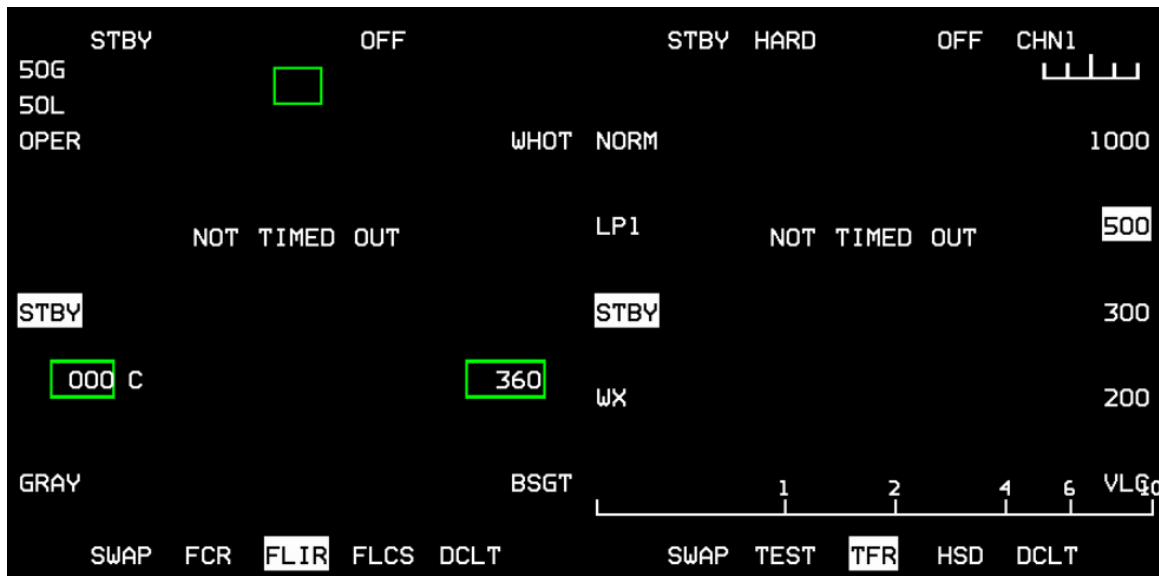 STBY OFF STBY HARD OFF CHN1
50G
50L
OPER WHOT NORM 1000
LP1 500
NOT TIMED OUT NOT TIMED OUT
STBY STBY 300
000 C 360
WX 200
GRAY BSGT VLC
1 2 4 6 10
SWAP FCR FLIR FLCS DCLT SWAP TEST TFR HSD DCLT